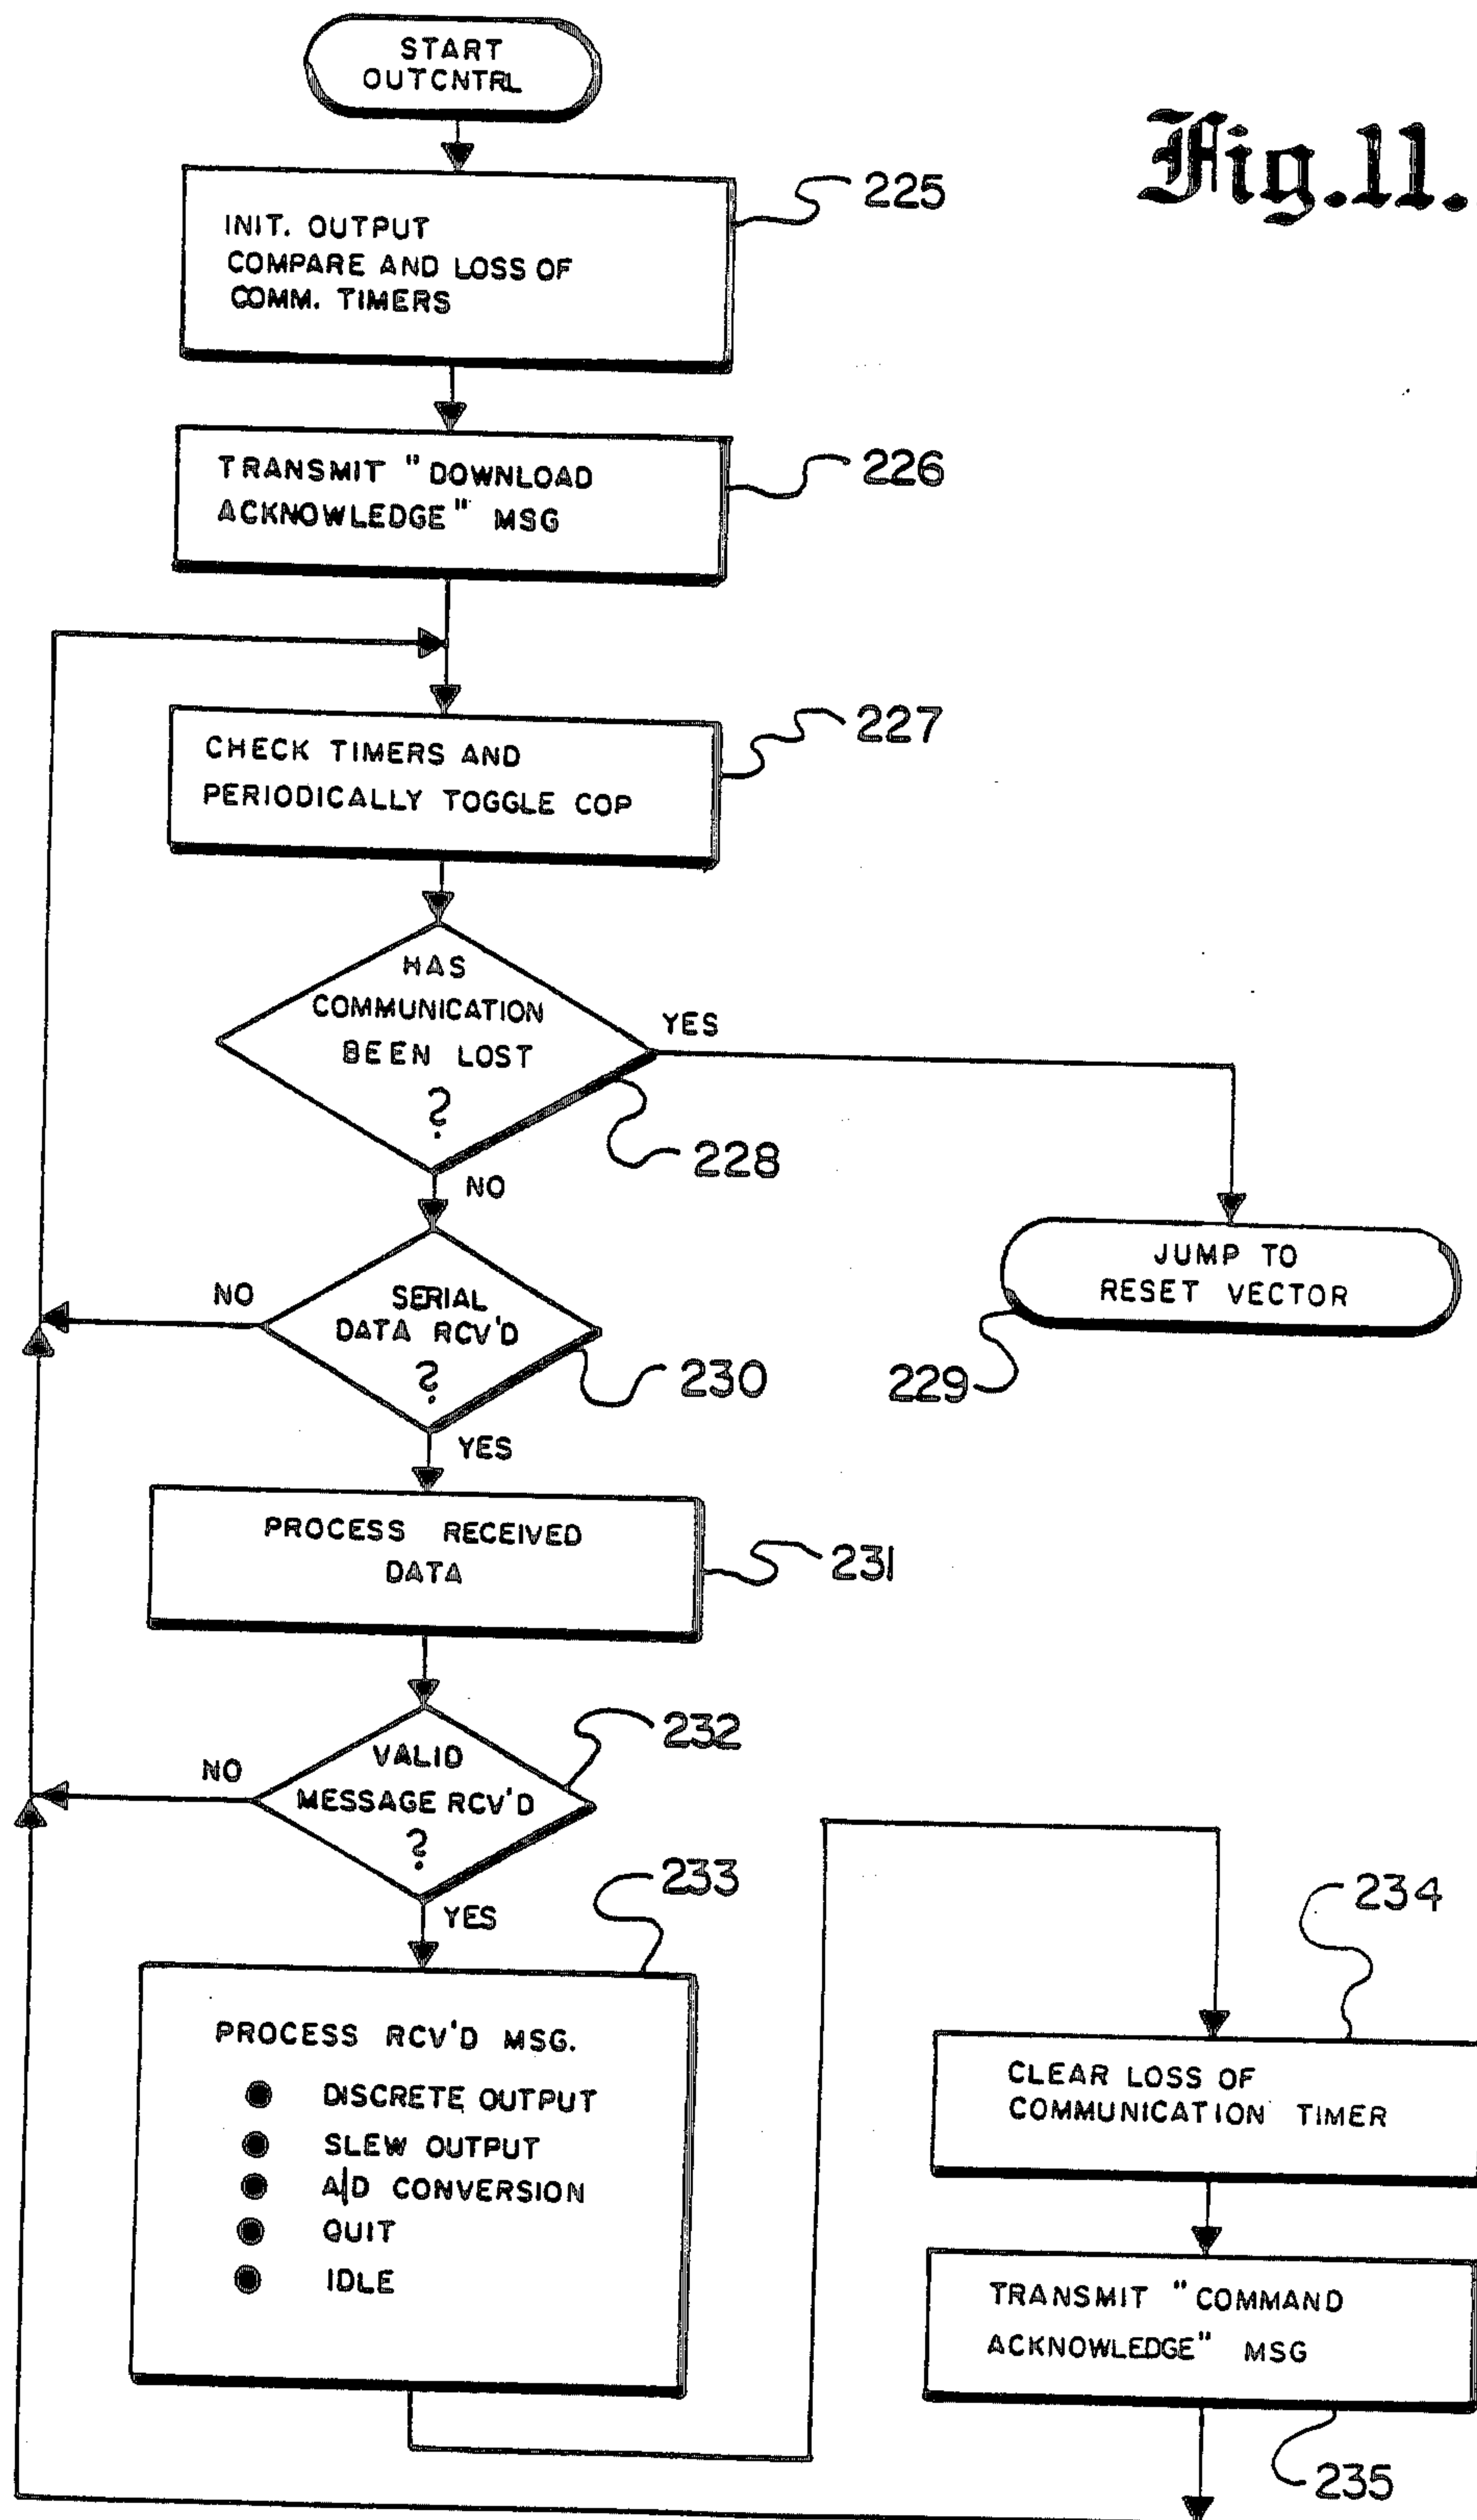 START
OUTCNTRL
Fig.11.
225
INIT. OUTPUT
COMPARE AND LOSS OF
COMM. TIMERS
226
TRANSMIT "DOWNLOAD
ACKNOWLEDGE" MSG
227
CHECK TIMERS AND
PERIODICALLY TOGGLE COP
HAS
COMMUNICATION
BEEN LOST
?
YES
228
NO
JUMP TO
RESET VECTOR
229
NO
SERIAL
DATA RCV'D
?
230
YES
PROCESS RECEIVED
DATA
231
232
NO
VALID
MESSAGE RCV'D
?
233
YES
234
PROCESS RCV'D MSG.
● DISCRETE OUTPUT
● SLEW OUTPUT
● A/D CONVERSION
● QUIT
● IDLE
CLEAR LOSS OF
COMMUNICATION TIMER
TRANSMIT "COMMAND
ACKNOWLEDGE" MSG
235